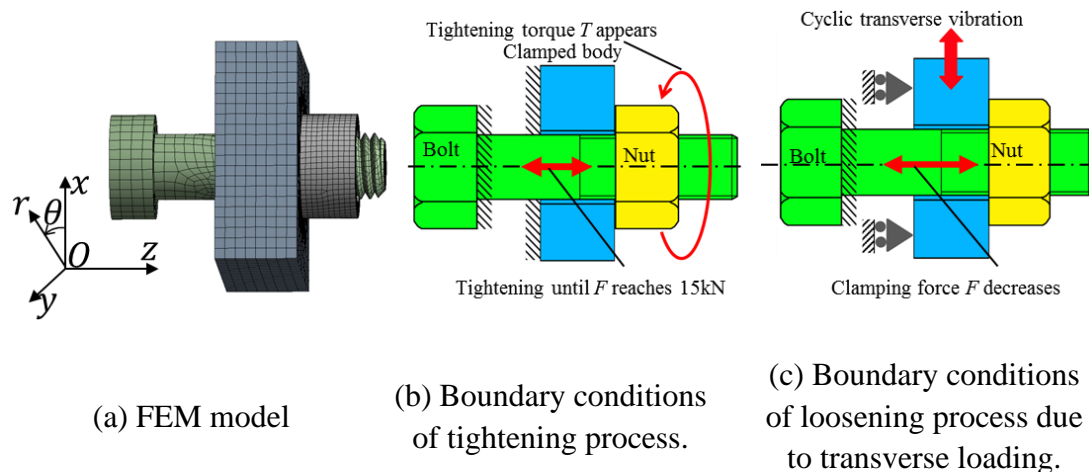 x
r
θ
O
z
y
(a) FEM model
Tightening torque T appears
Clamped body
Bolt
Nut
Tightening until F reaches 15kN
(b) Boundary conditions
of tightening process.
Cyclic transverse vibration
Bolt
Nut
Clamping force F decreases
(c) Boundary conditions
of loosening process due
to transverse loading.